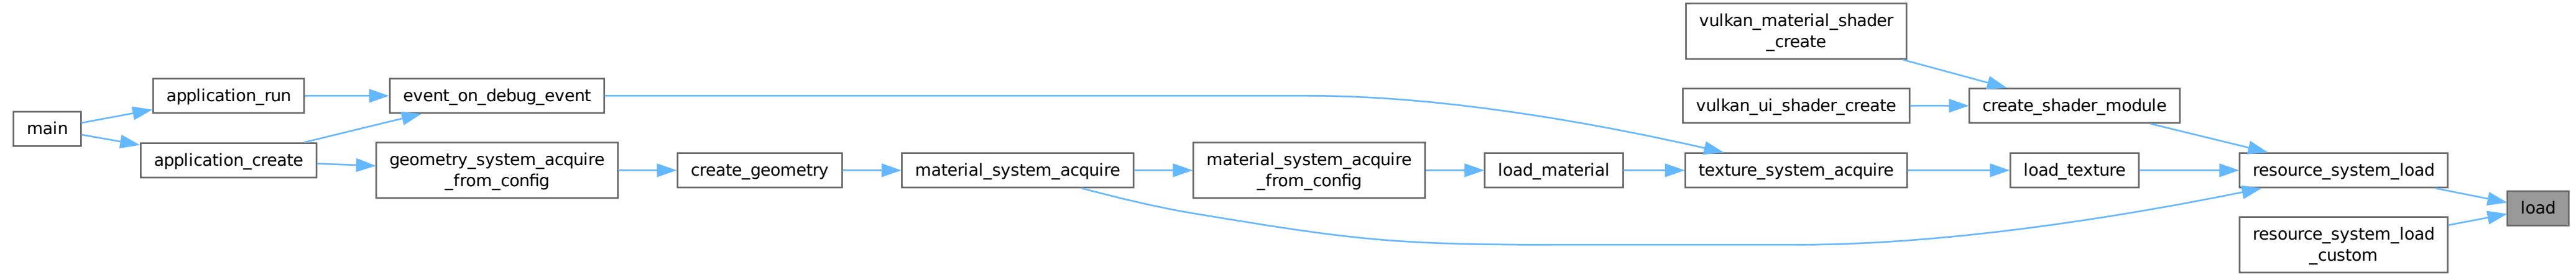 main
application_run
application_create
event_on_debug_event
geometry_system_acquire
_from_config
create_geometry
material_system_acquire
material_system_acquire
_from_config
load_material
vulkan_material_shader
_create
vulkan_ui_shader_create
texture_system_acquire
create_shader_module
load_texture
resource_system_load
resource_system_load
_custom
load